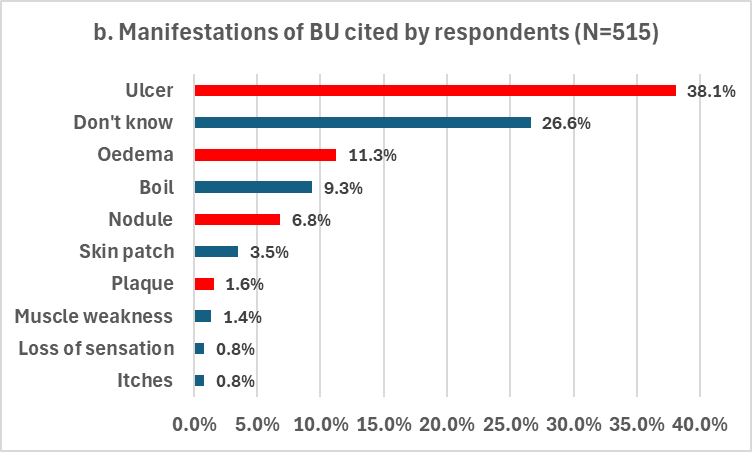 b. Manifestations of BU cited by respondents (N=515)
Ulcer 38.1%
Don't know 26.6%
Oedema 11.3%
Boil 9.3%
Nodule 6.8%
Skin patch 3.5%
Plaque 1.6%
Muscle weakness 1.4%
Loss of sensation 0.8%
Itches 0.8%
0.0% 5.0% 10.0% 15.0% 20.0% 25.0% 30.0% 35.0% 40.0%